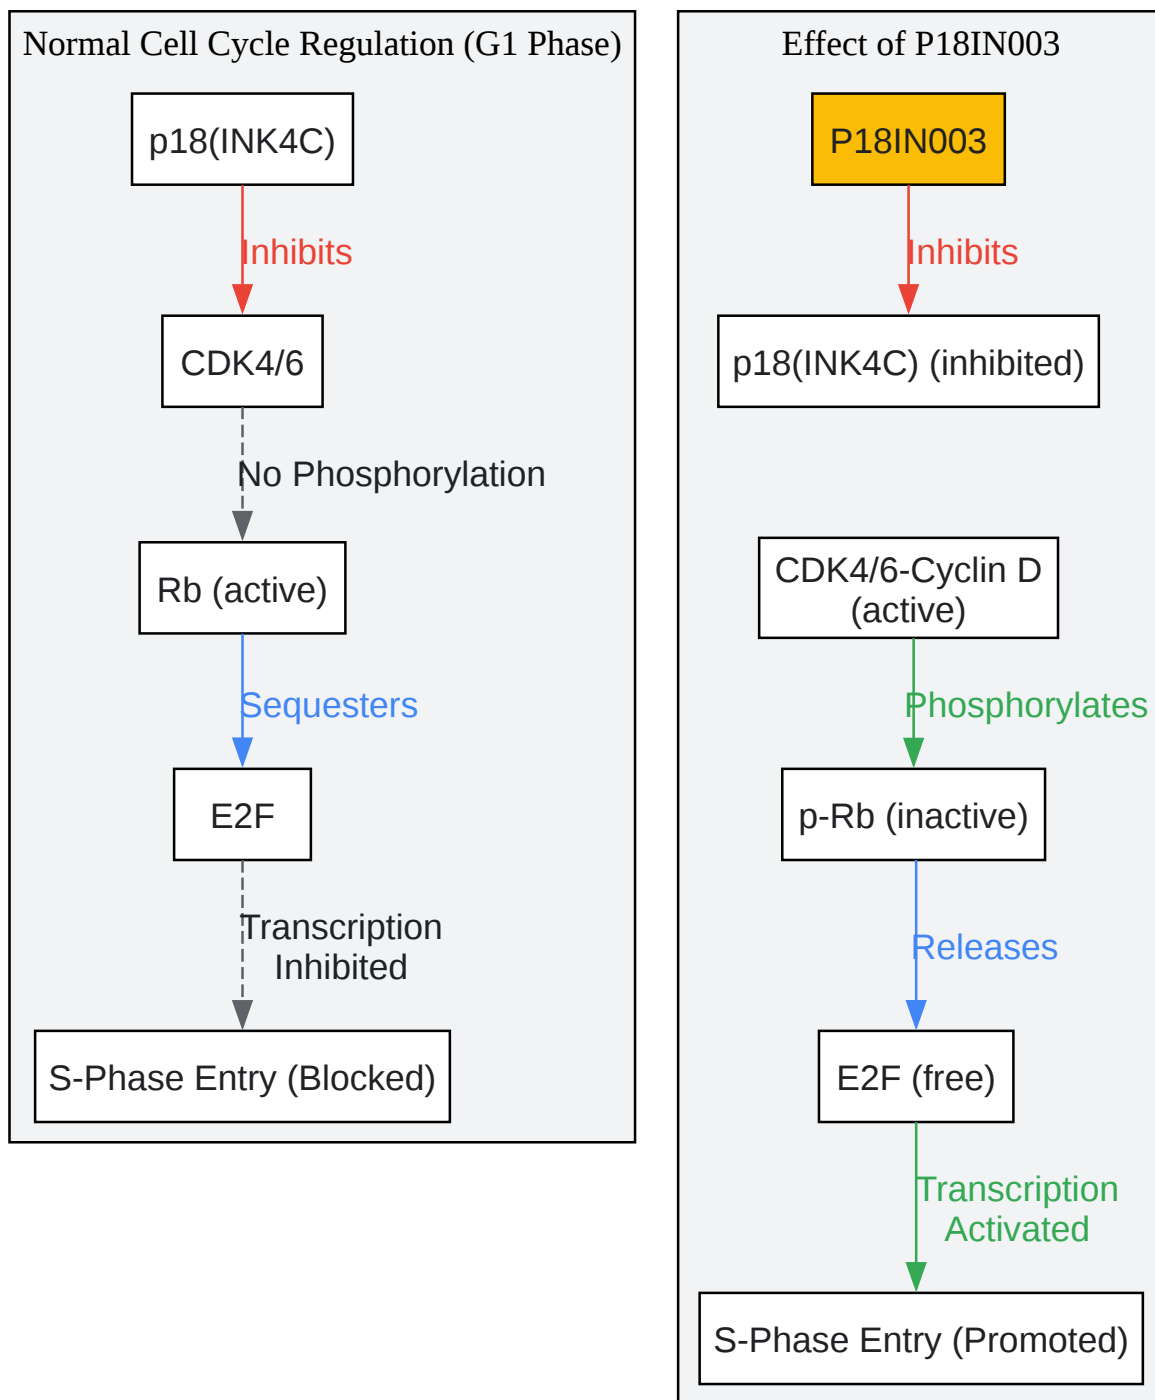 Normal Cell Cycle Regulation (G1 Phase)
p18(INK4C)
Inhibits
CDK4/6
No Phosphorylation
Rb (active)
Sequesters
E2F
Transcription
Inhibited
S-Phase Entry (Blocked)
Effect of P18IN003
P18IN003
Inhibits
p18(INK4C) (inhibited)
CDK4/6-Cyclin D
(active)
Phosphorylates
p-Rb (inactive)
Releases
E2F (free)
Transcription
Activated
S-Phase Entry (Promoted)